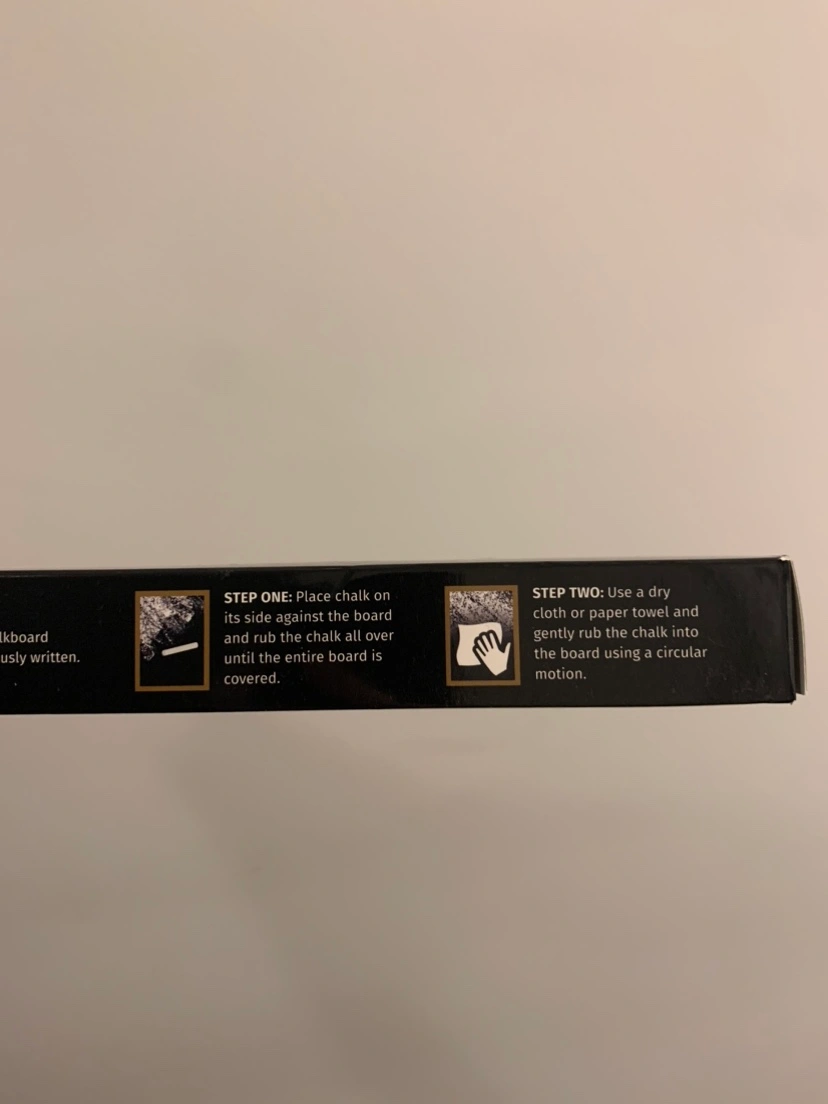 usly written.
STEP ONE: Place chalk on
its side against the board
and rub the chalk all over
until the entire board is
covered.
STEP TWO: Use a dry
cloth or paper towel and
gently rub the chalk into
the board using a circular
motion.